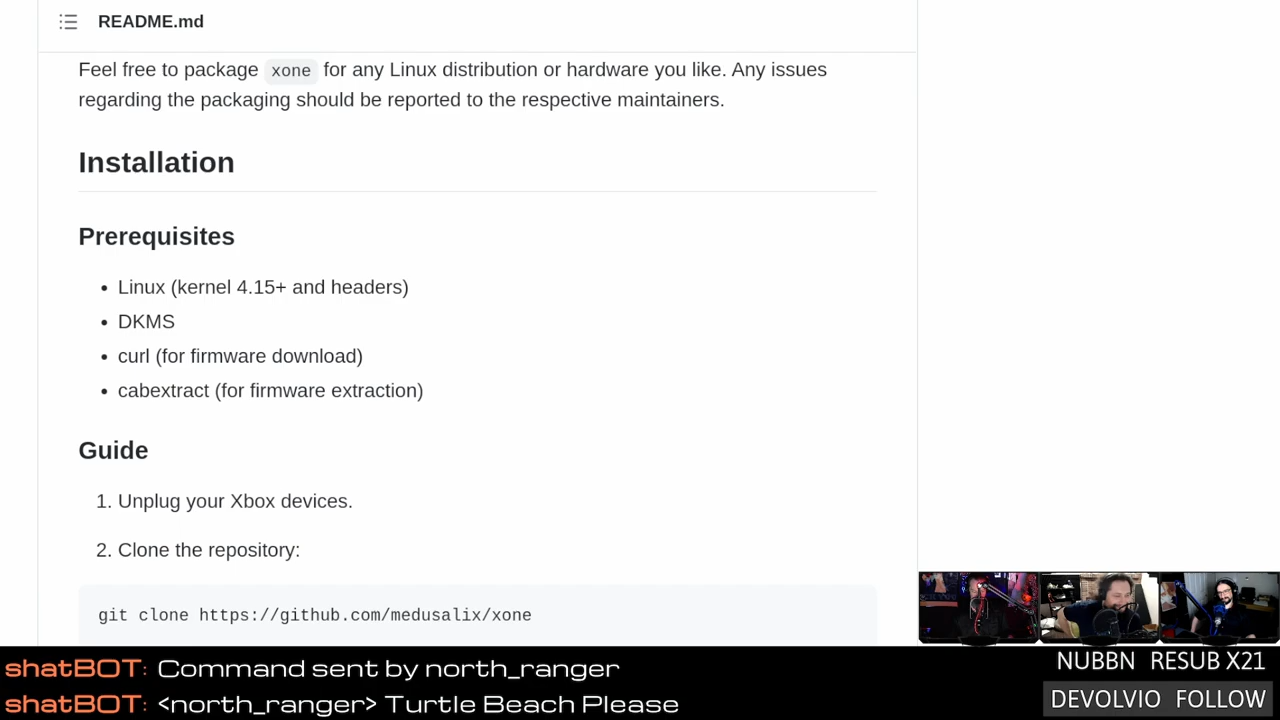 README.md
Feel free to package xone for any Linux distribution or hardware you like. Any issues
regarding the packaging should be reported to the respective maintainers.
Installation
Prerequisites
• Linux (kernel 4.15+ and headers)
• DKMS
• curl (for firmware download)
• cabextract (for firmware extraction)
Guide
1. Unplug your Xbox devices.
2. Clone the repository:
git clone https://github.com/medusalix/xone
shatBOT: Command sent by north_ranger
shatBOT: <north_ranger> Turtle Beach Please
NUBBN RESUB X21
DEVOLVIO FOLLOW